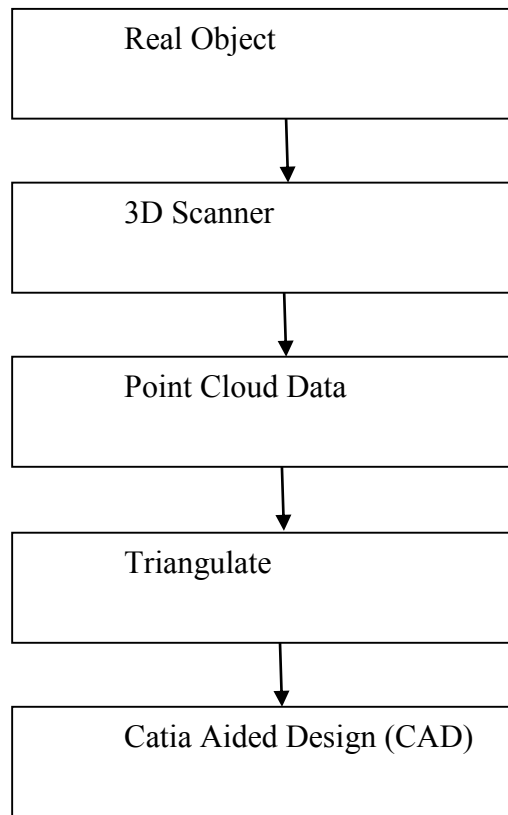 Real Object
3D Scanner
Point Cloud Data
Triangulate
Catia Aided Design (CAD)